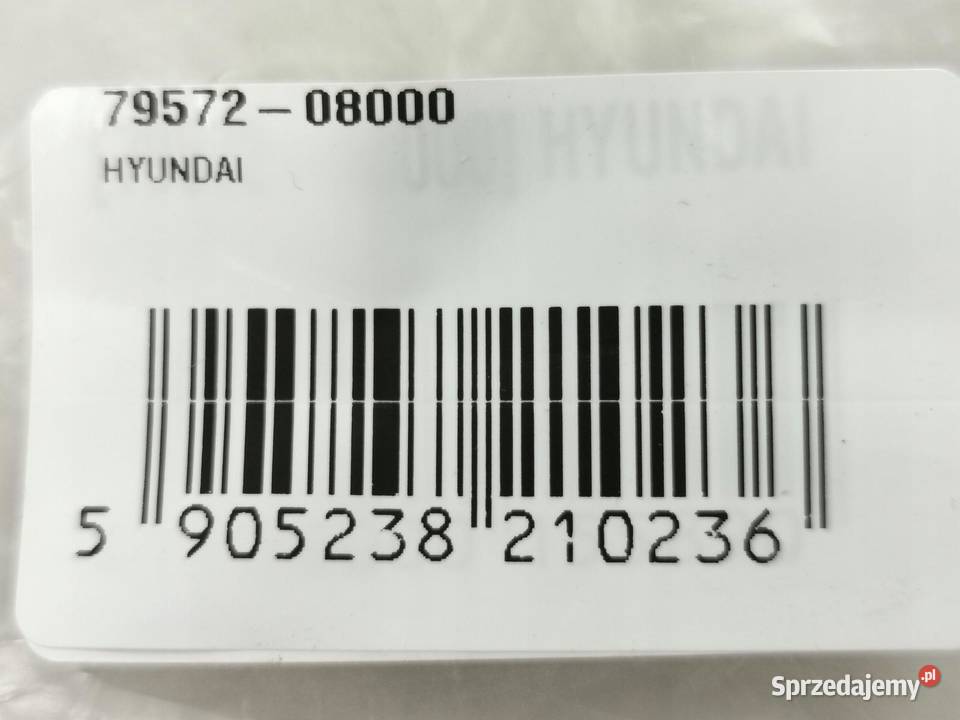 79572-08000
HYUNDAI
5 905238 210236
Sprzedajemy.pl